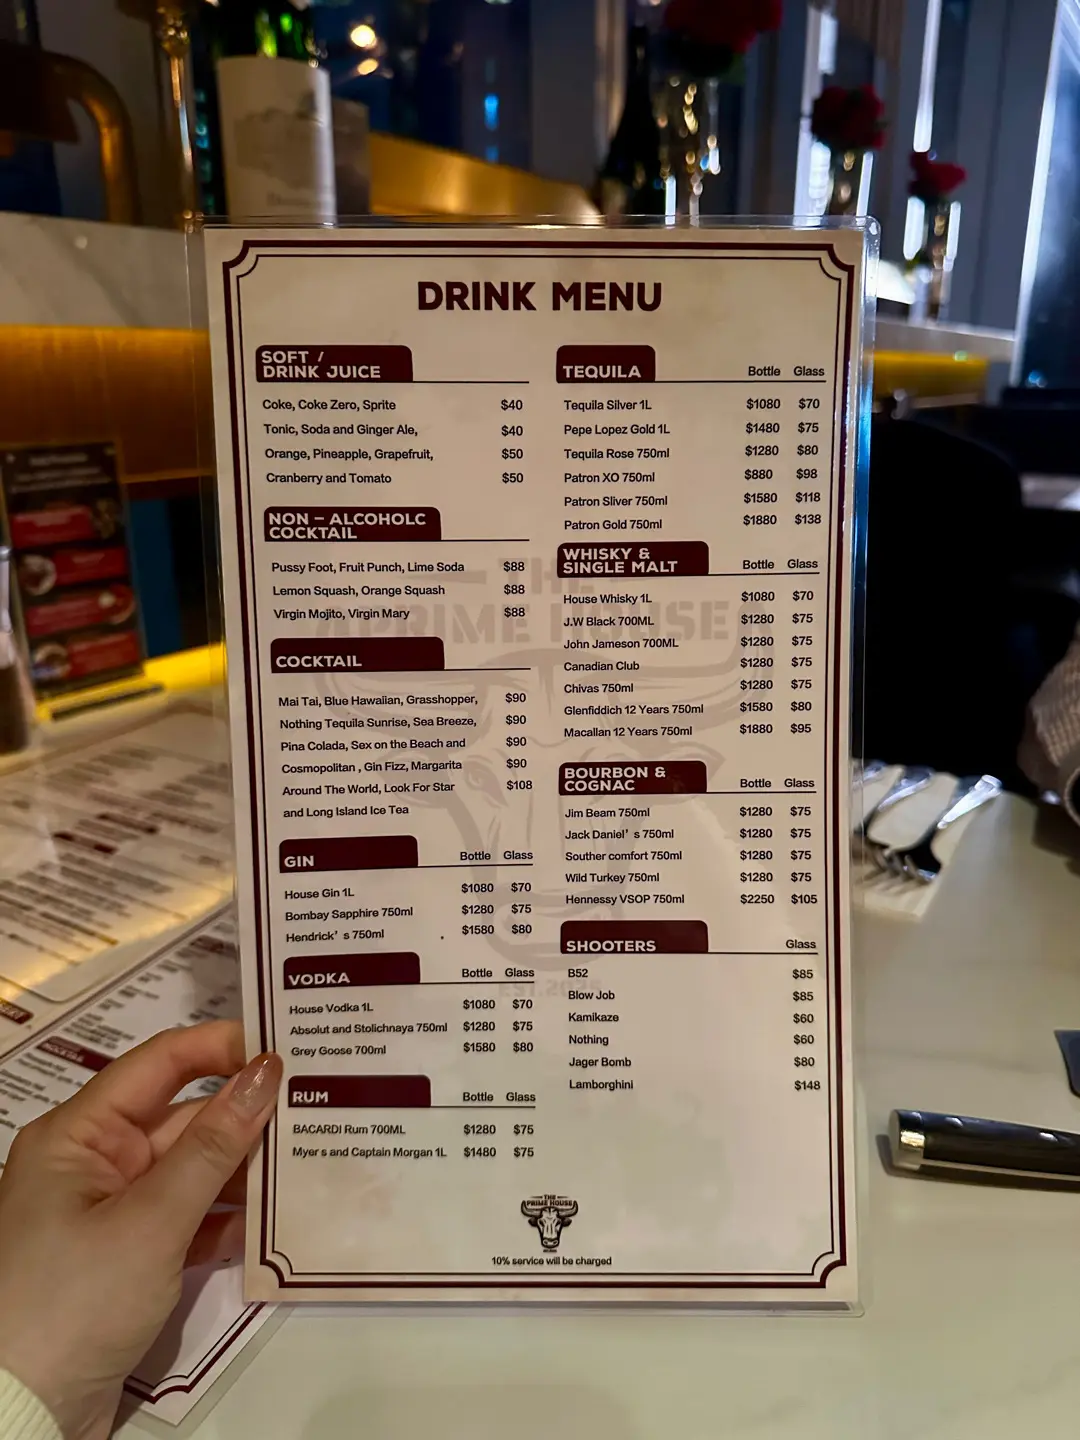 DRINK MENU
SOFT /
DRINK JUICE
Coke, Coke Zero, Sprite $40
Tonic, Soda and Ginger Ale, $40
Orange, Pineapple, Grapefruit, $50
Cranberry and Tomato $50
NON - ALCOHOLC
COCKTAIL
Pussy Foot, Fruit Punch, Lime Soda $88
Lemon Squash, Orange Squash $88
Virgin Mojito, Virgin Mary $88
COCKTAIL
Mai Tai, Blue Hawaiian, Grasshopper, $90
Nothing Tequila Sunrise, Sea Breeze, $90
Pina Colada, Sex on the Beach and $90
Cosmopolitan , Gin Fizz, Margarita $90
Around The World, Look For Star $108
and Long Island Ice Tea
GIN Bottle Glass
House Gin 1L $1080 $70
Bombay Sapphire 750ml $1280 $75
Hendrick' s 750ml $1580 $80
VODKA Bottle Glass
House Vodka 1L $1080 $70
Absolut and Stolichnaya 750ml $1280 $75
Grey Goose 700ml $1580 $80
RUM Bottle Glass
BACARDI Rum 700ML $1280 $75
Myer s and Captain Morgan 1L $1480 $75
TEQUILA Bottle Glass
Tequila Silver 1L $1080 $70
Pepe Lopez Gold 1L $1480 $75
Tequila Rose 750ml $1280 $80
Patron XO 750ml $880 $98
Patron Sliver 750ml $1580 $118
Patron Gold 750ml $1880 $138
WHISKY &
SINGLE MALT Bottle Glass
House Whisky 1L $1080 $70
J.W Black 700ML $1280 $75
John Jameson 700ML $1280 $75
Canadian Club $1280 $75
Chivas 750ml $1280 $75
Glenfiddich 12 Years 750ml $1580 $80
Macallan 12 Years 750ml $1880 $95
BOURBON &
COGNAC Bottle Glass
Jim Beam 750ml $1280 $75
Jack Daniel' s 750ml $1280 $75
Souther comfort 750ml $1280 $75
Wild Turkey 750ml $1280 $75
Hennessy VSOP 750ml $2250 $105
SHOOTERS Glass
B52 $85
Blow Job $85
Kamikaze $60
Nothing $60
Jager Bomb $80
Lamborghini $148
THE
PRIME HOUSE
THE
PRIME HOUSE
10% service will be charged